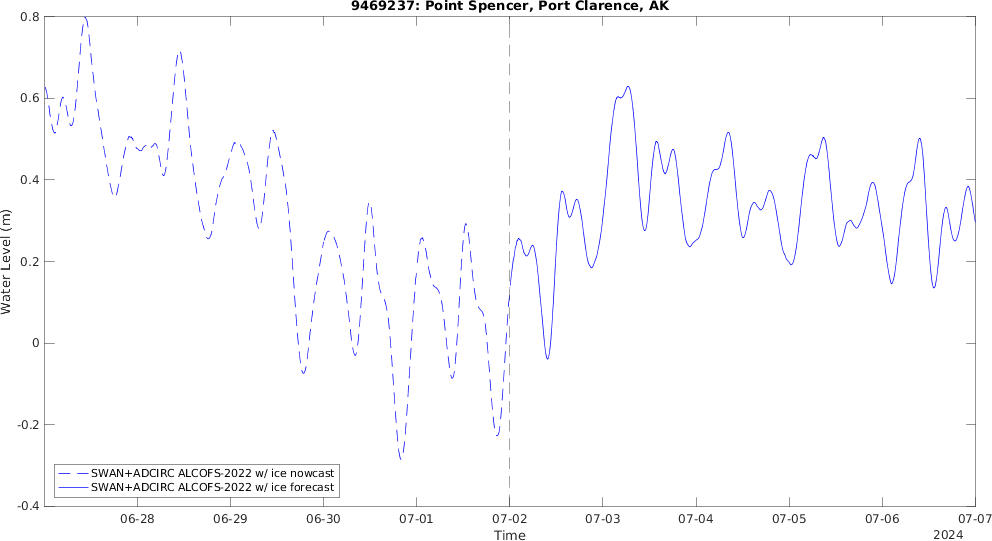 9469237: Point Spencer, Port Clarence, AK
0.8
0.6
0.4
0.2
0
-0.2
-0.4
Water Level (m)
SWAN+ADCIRC ALCOFS-2022 w/ ice nowcast
SWAN+ADCIRC ALCOFS-2022 w/ ice forecast
06-28 06-29 06-30 07-01 07-02 07-03 07-04 07-05 07-06 07-07
Time
2024